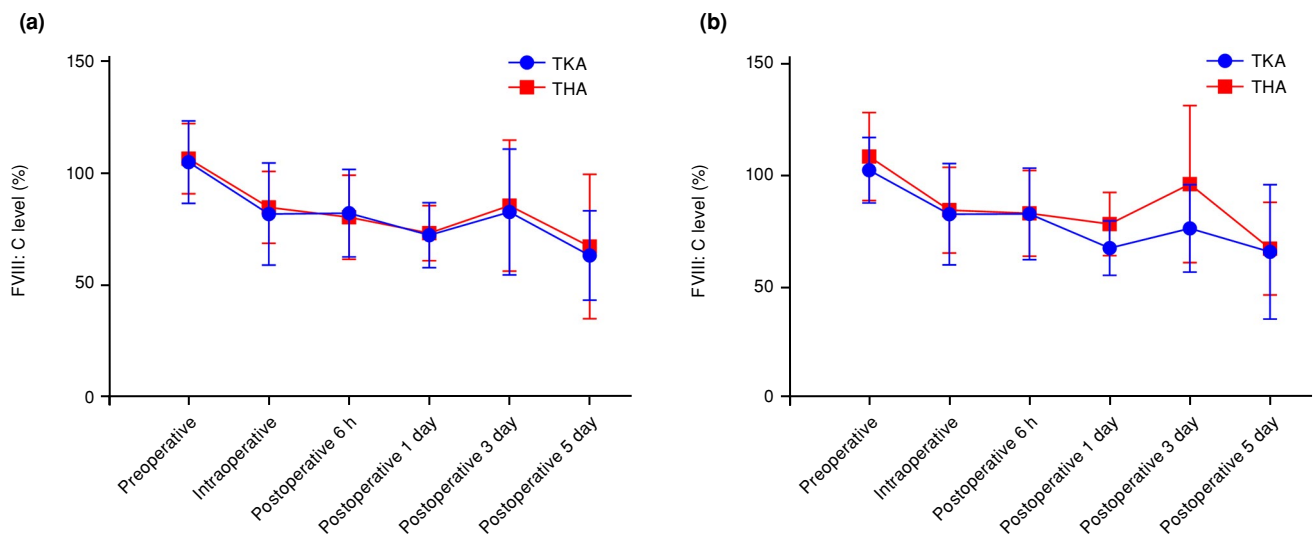 (a)
FVIII: C level (%)
150
100
50
0
TKA
THA
Preoperative
Intraoperative
Postoperative 6 h
Postoperative 1 day
Postoperative 3 day
Postoperative 5 day
(b)
FVIII: C level (%)
150
100
50
0
TKA
THA
Preoperative
Intraoperative
Postoperative 6 h
Postoperative 1 day
Postoperative 3 day
Postoperative 5 day